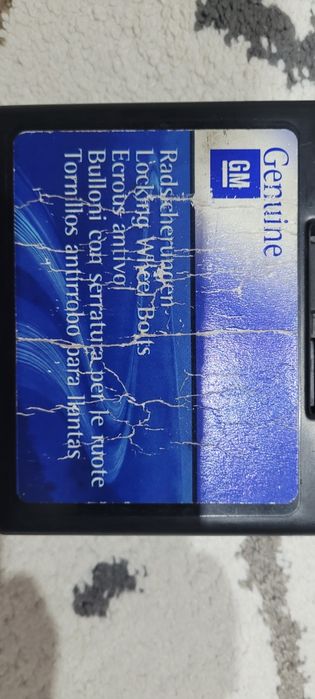 Genuine
GM
Radsicherungen
Locking Wheel Bolts
Ecrous antivol
Bulloni con serratura per le ruote
Tornillos antirrobo para llantas